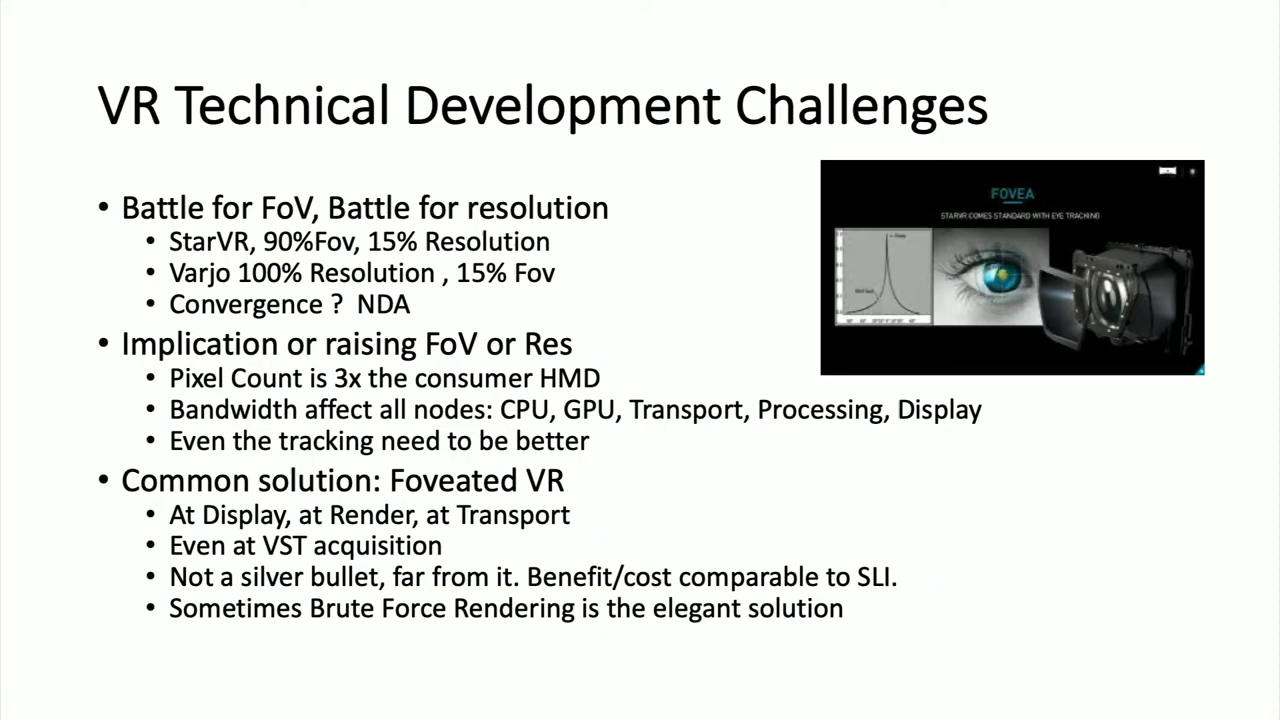 VR Technical Development Challenges
• Battle for FoV, Battle for resolution
• StarVR, 90%Fov, 15% Resolution
• Varjo 100% Resolution , 15% Fov
• Convergence ? NDA
• Implication or raising FoV or Res
• Pixel Count is 3x the consumer HMD
• Bandwidth affect all nodes: CPU, GPU, Transport, Processing, Display
• Even the tracking need to be better
• Common solution: Foveated VR
• At Display, at Render, at Transport
• Even at VST acquisition
• Not a silver bullet, far from it. Benefit/cost comparable to SLI.
• Sometimes Brute Force Rendering is the elegant solution
FOVEA
STARVR COMES STANDARD WITH EYE TRACKING